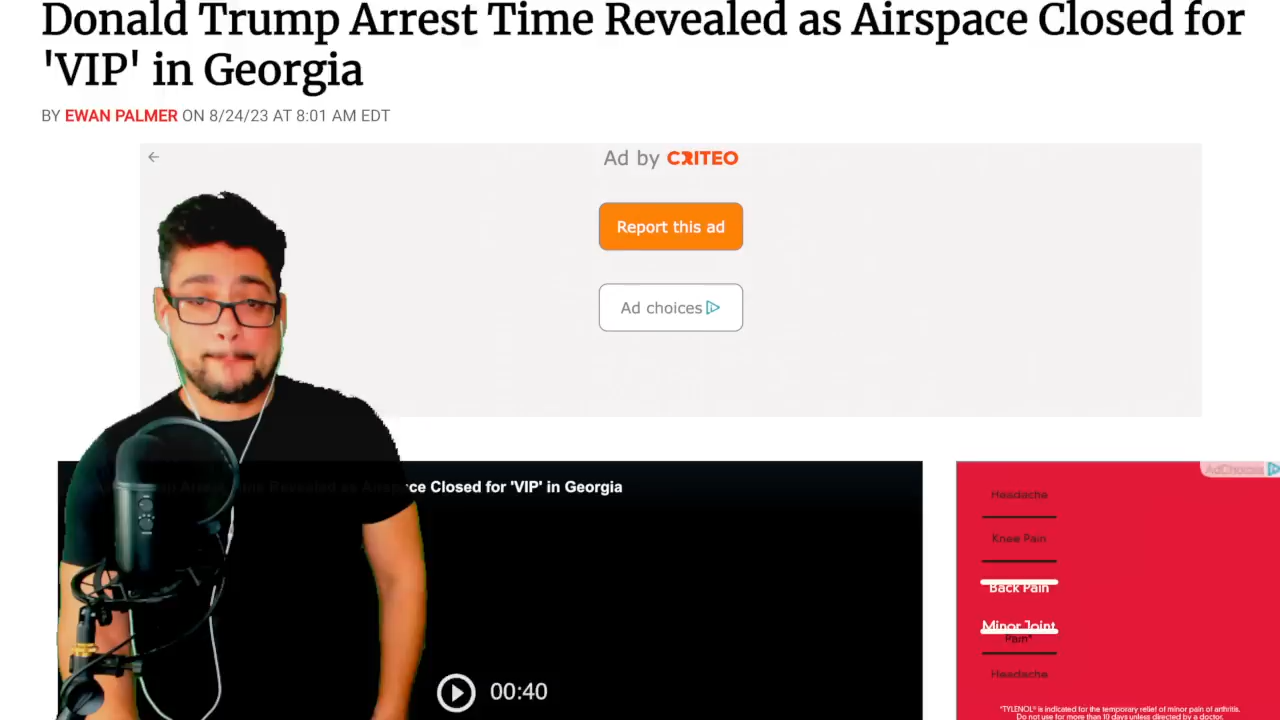 Donald Trump Arrest Time Revealed as Airspace Closed for
'VIP' in Georgia
BY EWAN PALMER ON 8/24/23 AT 8:01 AM EDT
Ad by CRITEO
Report this ad
Ad choices
Time Revealed as Airspace Closed for 'VIP' in Georgia
00:40
AdChoices
Headache
Knee Pain
Back Pain
Minor Joint
Pain*
Headache
*TYLENOL® is indicated for the temporary relief of minor pain of arthritis.
Do not use for more than 10 days unless directed by a doctor.